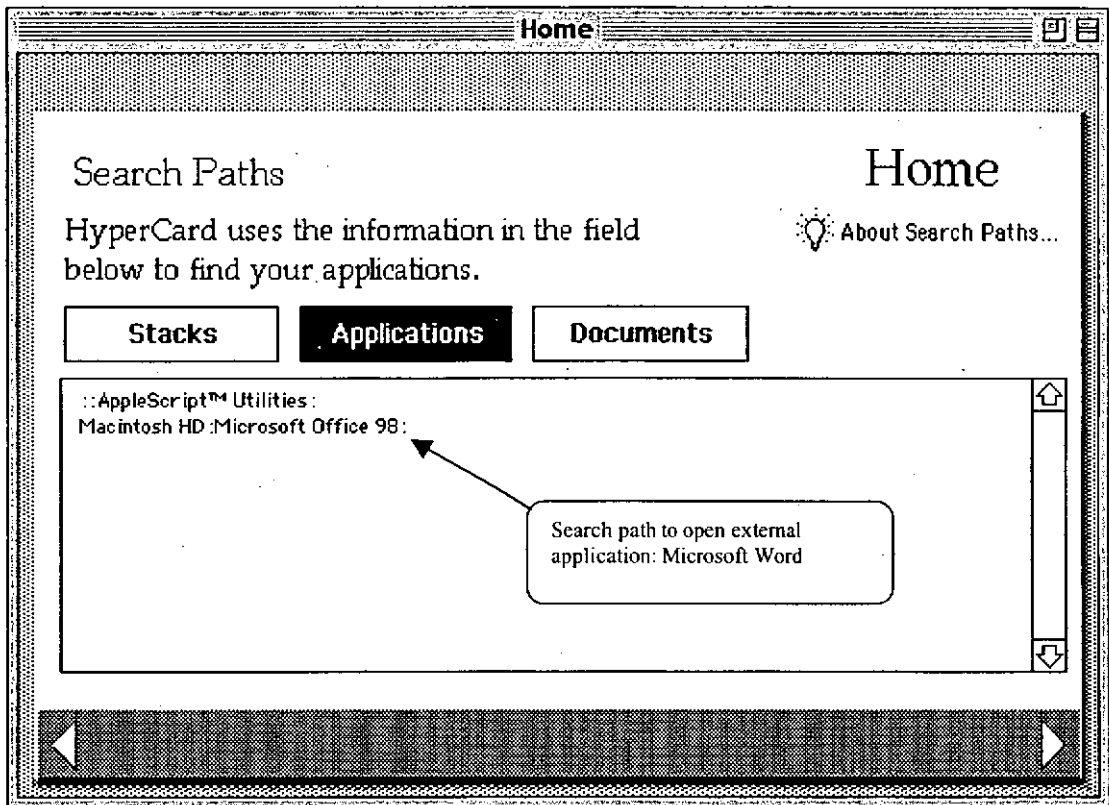 Home
Search Paths
Home
HyperCard uses the information in the field
below to find your applications.
About Search Paths...
Stacks
Applications
Documents
::AppleScript™ Utilities:
Macintosh HD:Microsoft Office 98:
Search path to open external
application: Microsoft Word